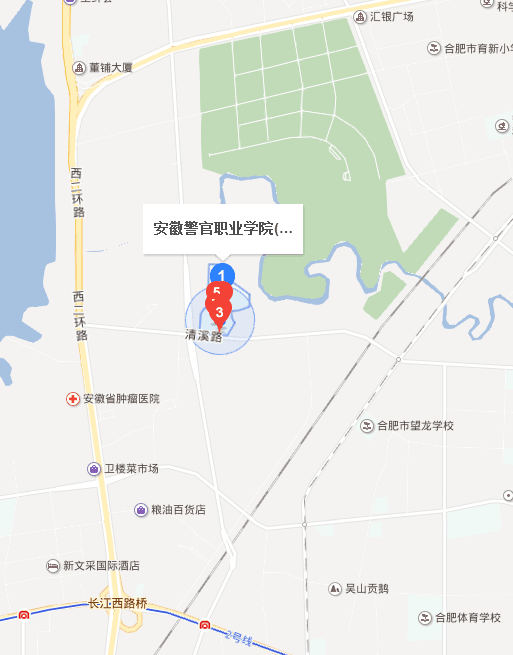 汇银广场
合肥市育新小学
董铺大厦
西二环路
安徽警官职业学院(...
1
5
3
西二环路
清溪路
安徽省肿瘤医院
合肥市望龙学校
卫楼菜市场
粮油百货店
新文采国际酒店
吴山贡鹅
长江西路桥
合肥体育学校
2号线